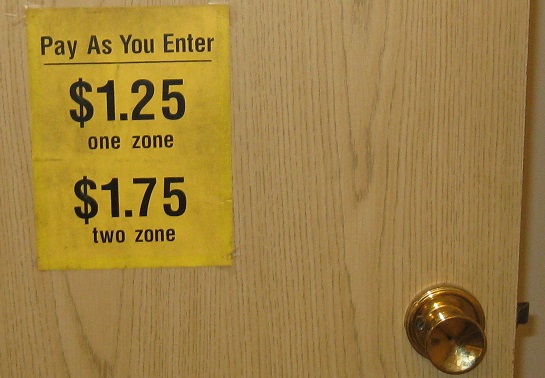 Pay As You Enter
$1.25
one zone
$1.75
two zone